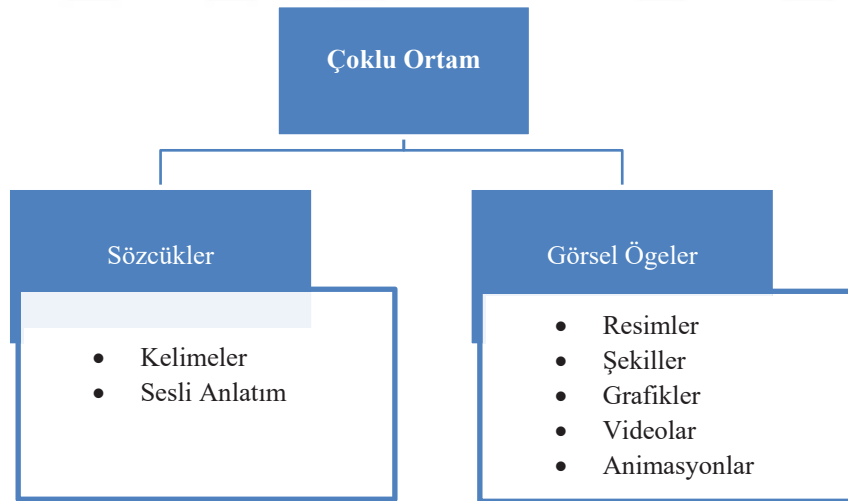 Çoklu Ortam
Sözcükler
• Kelimeler
• Sesli Anlatım
Görsel Ögeler
• Resimler
• Şekiller
• Grafikler
• Videolar
• Animasyonlar